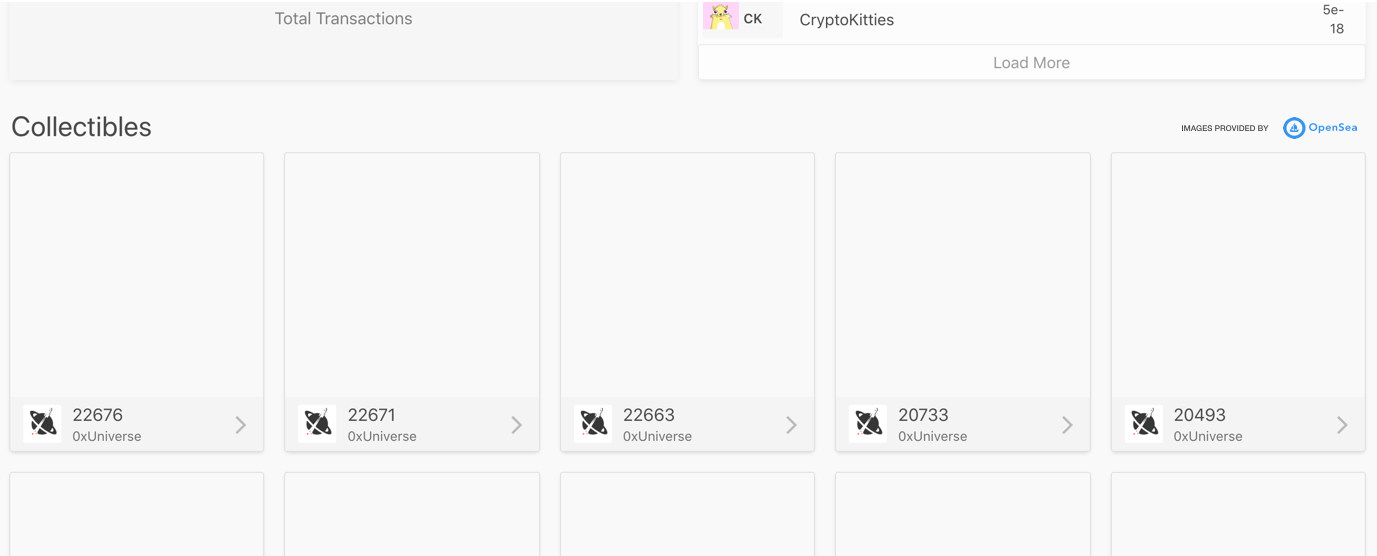 Total Transactions
CK
CryptoKitties
5e-
18
Load More
Collectibles
IMAGES PROVIDED BY
OpenSea
22676
0xUniverse
22671
0xUniverse
22663
0xUniverse
20733
0xUniverse
20493
0xUniverse